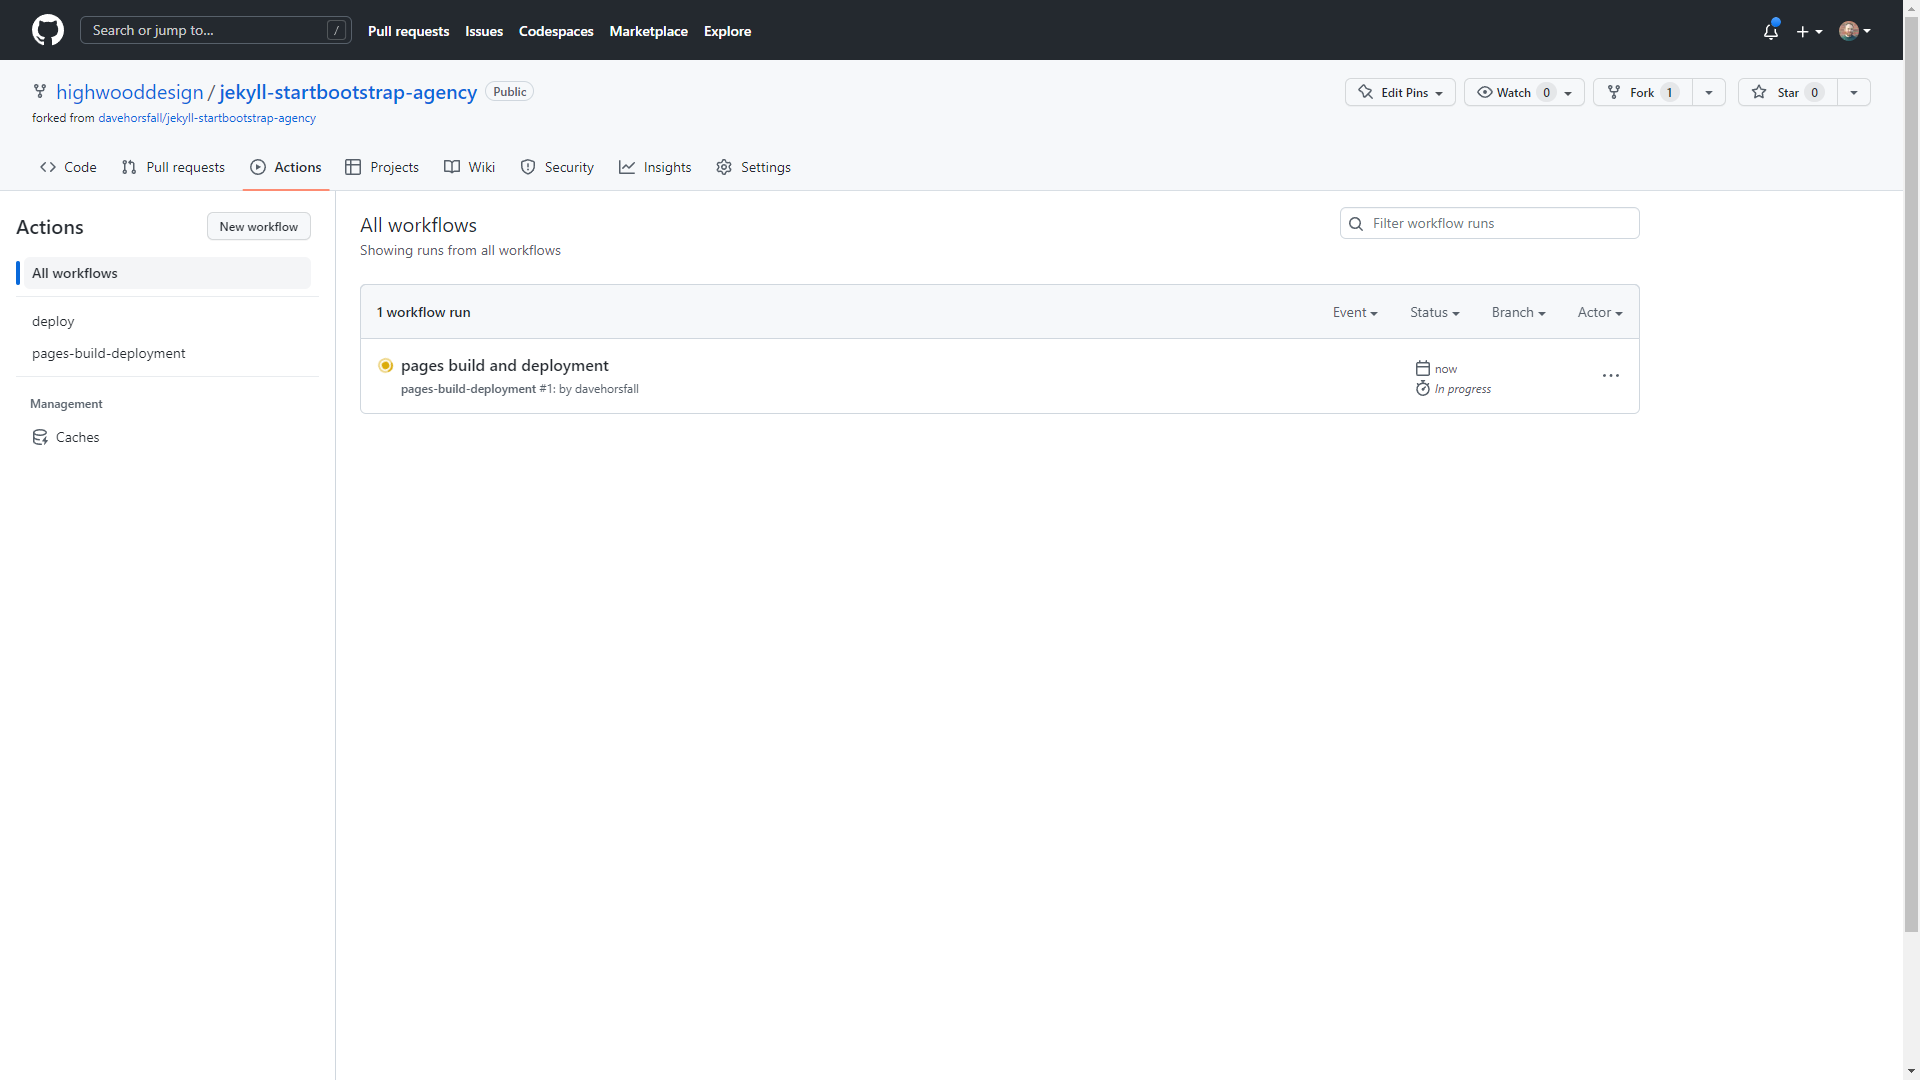 Search or jump to... /
Pull requests Issues Codespaces Marketplace Explore
highwooddesign / jekyll-startbootstrap-agency Public
Edit Pins Watch 0 Fork 1 Star 0
forked from davehorsfall/jekyll-startbootstrap-agency
Code Pull requests Actions Projects Wiki Security Insights Settings
Actions
New workflow
All workflows
deploy
pages-build-deployment
Management
Caches
All workflows
Showing runs from all workflows
Filter workflow runs
1 workflow run
Event Status Branch Actor
pages build and deployment
pages-build-deployment #1: by davehorsfall
now
In progress